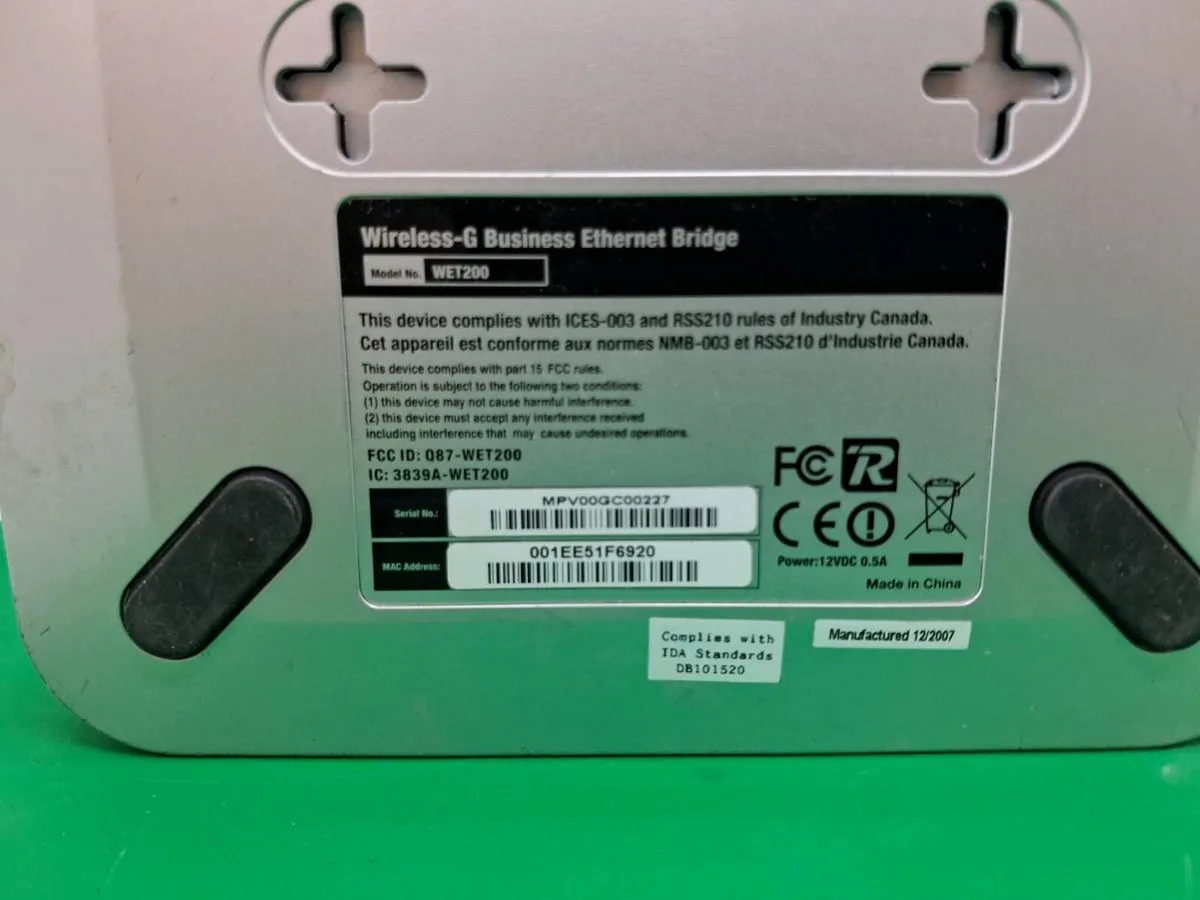 Wireless-G Business Ethernet Bridge
Model No. WET200
This device complies with ICES-003 and RSS210 rules of Industry Canada.
Cet appareil est conforme aux normes NMB-003 et RSS210 d'Industrie Canada.
This device complies with part 15 FCC rules.
Operation is subject to the following two conditions:
(1) this device may not cause harmful interference.
(2) this device must accept any interference received
including interference that may cause undesired operations.
FCC ID: Q87-WET200
IC: 3839A-WET200
Serial No.: MPV00GC00227
MAC Address: 001EE51F6920
FC R
CE
Power:12VDC 0.5A
Made in China
Complies with
IDA Standards
DB101520
Manufactured 12/2007